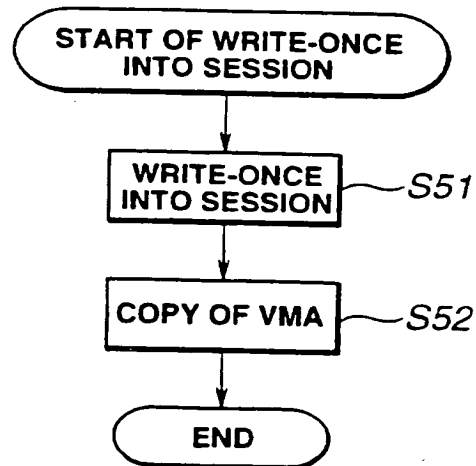 START OF WRITE-ONCE
INTO SESSION
WRITE-ONCE
INTO SESSION
S51
COPY OF VMA
S52
END